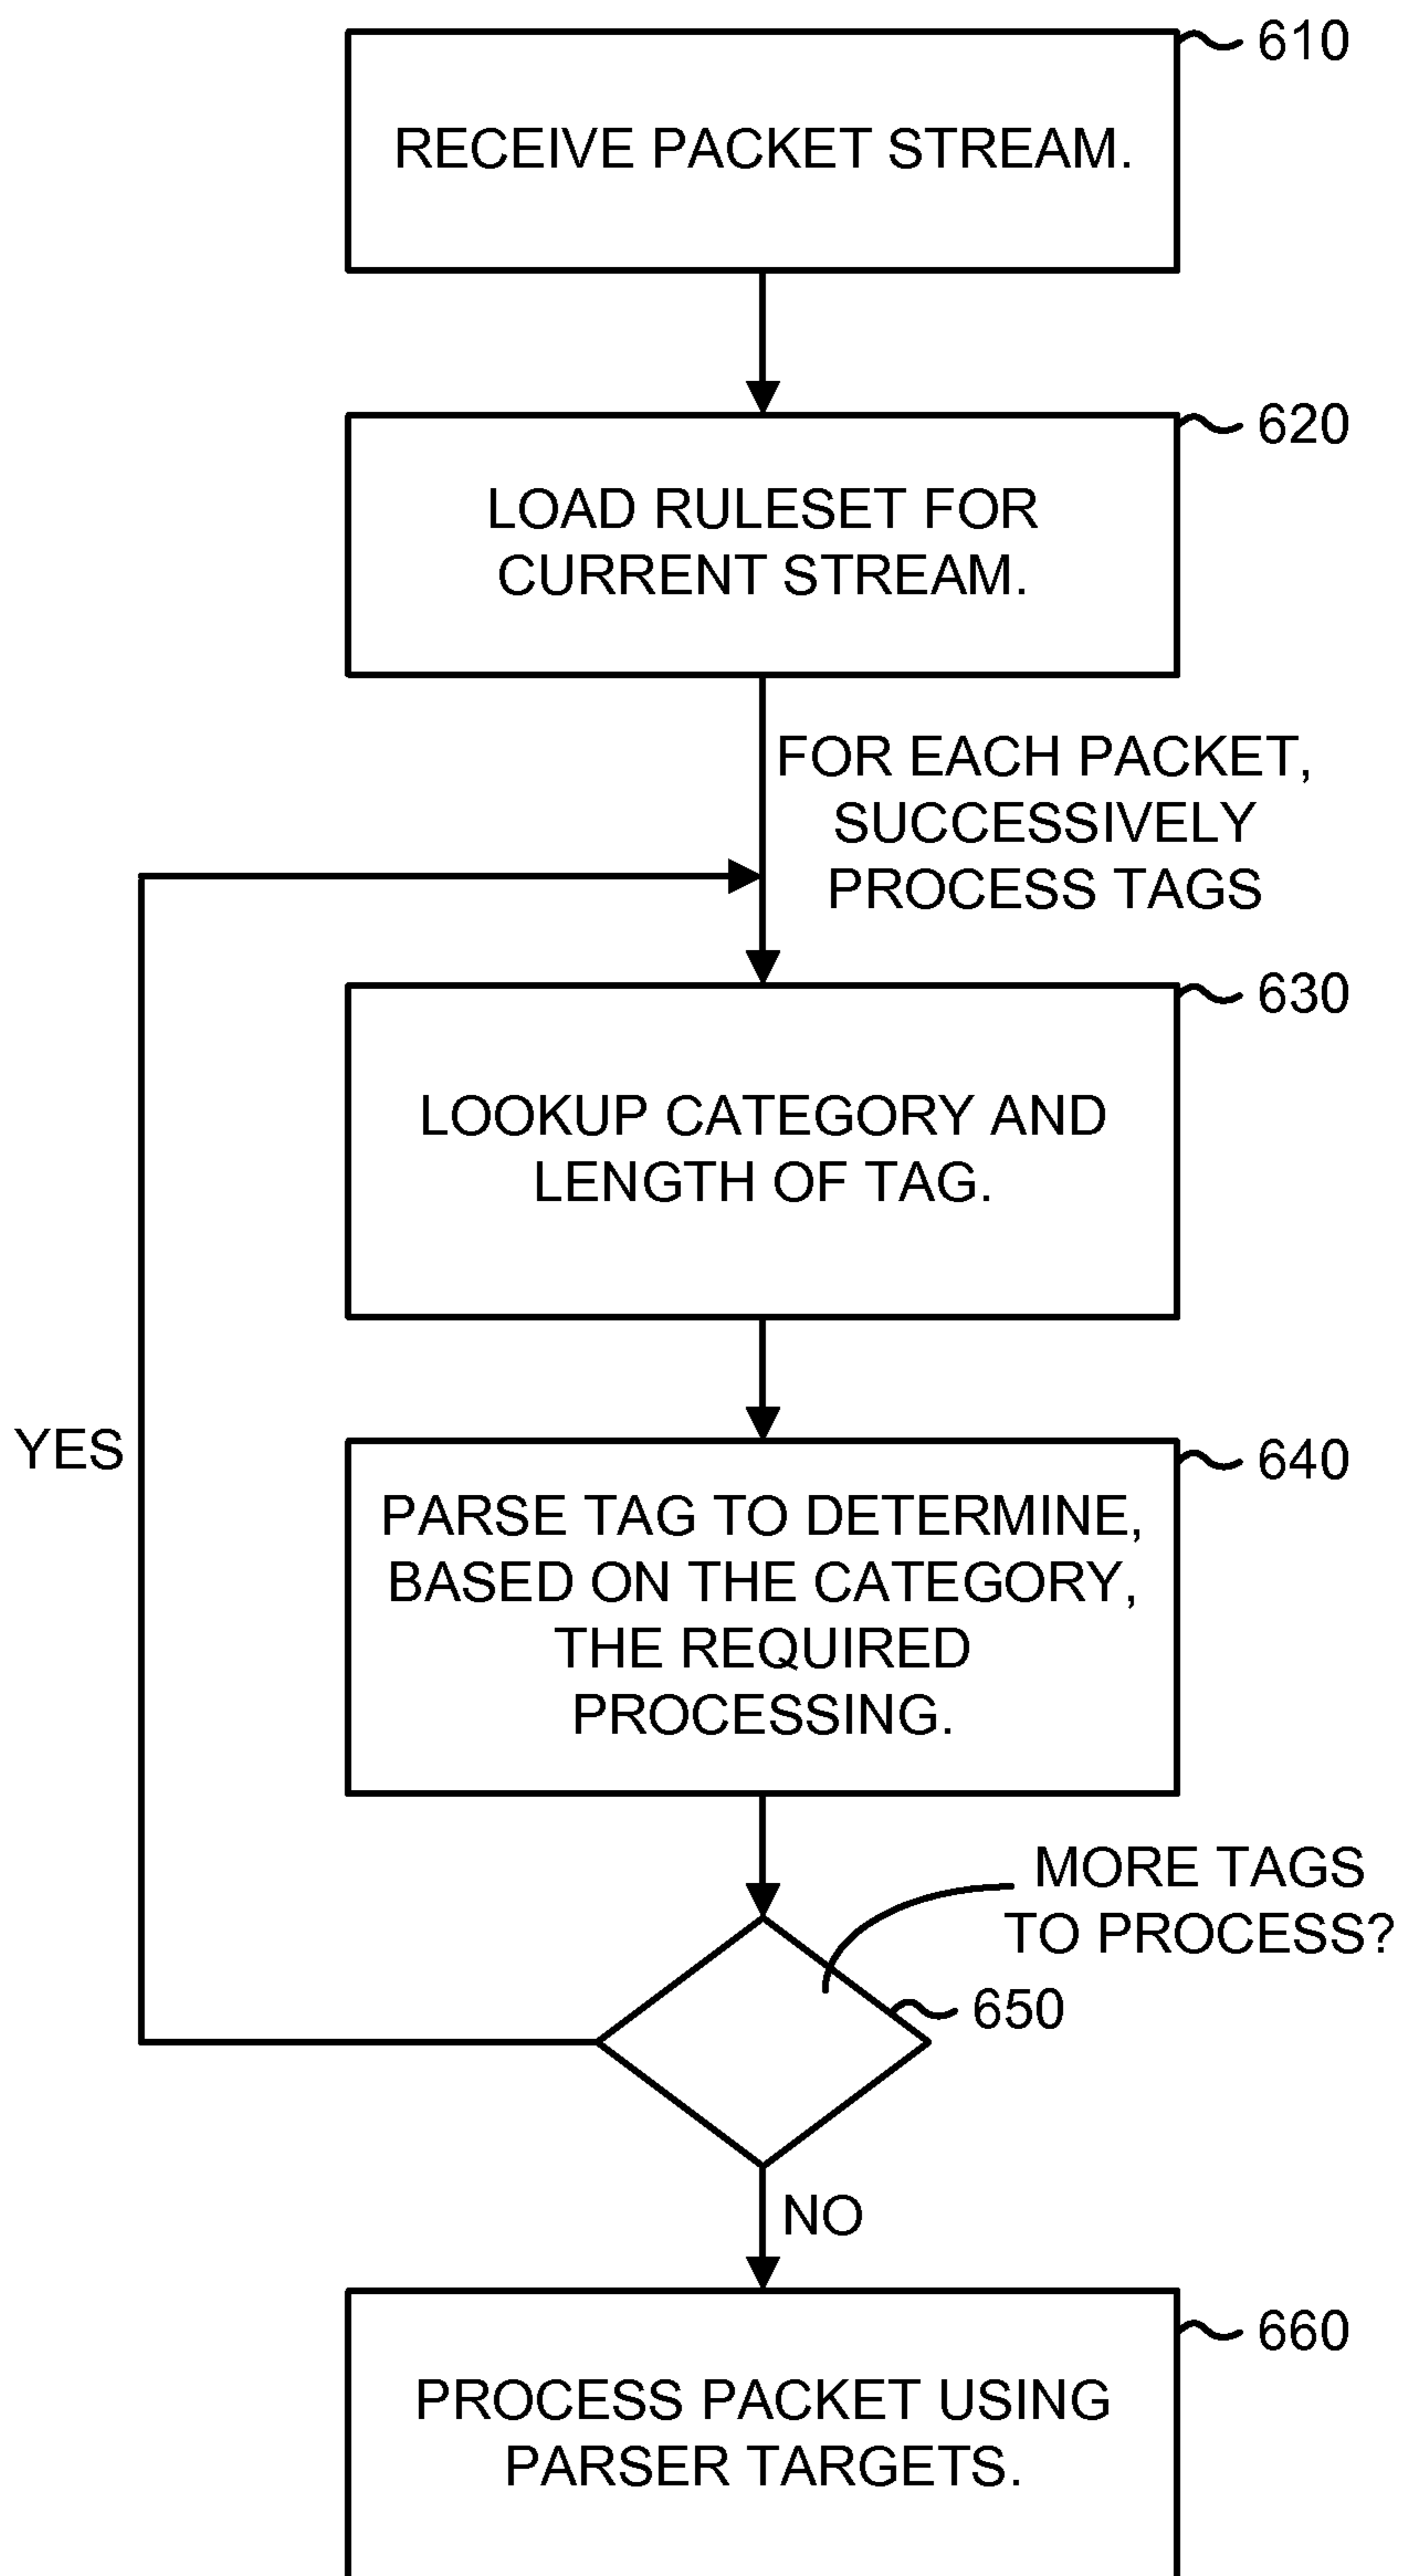 610
RECEIVE PACKET STREAM.
620
LOAD RULESET FOR
CURRENT STREAM.
FOR EACH PACKET,
SUCCESSIVELY
PROCESS TAGS
630
LOOKUP CATEGORY AND
LENGTH OF TAG.
YES
640
PARSE TAG TO DETERMINE,
BASED ON THE CATEGORY,
THE REQUIRED
PROCESSING.
MORE TAGS
TO PROCESS?
650
NO
660
PROCESS PACKET USING
PARSER TARGETS.